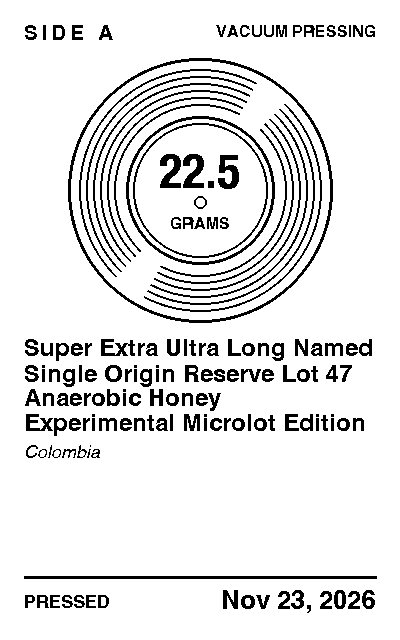 SIDE A
VACUUM PRESSING
22.5
GRAMS
Super Extra Ultra Long Named
Single Origin Reserve Lot 47
Anaerobic Honey
Experimental Microlot Edition
Colombia
PRESSED
Nov 23, 2026